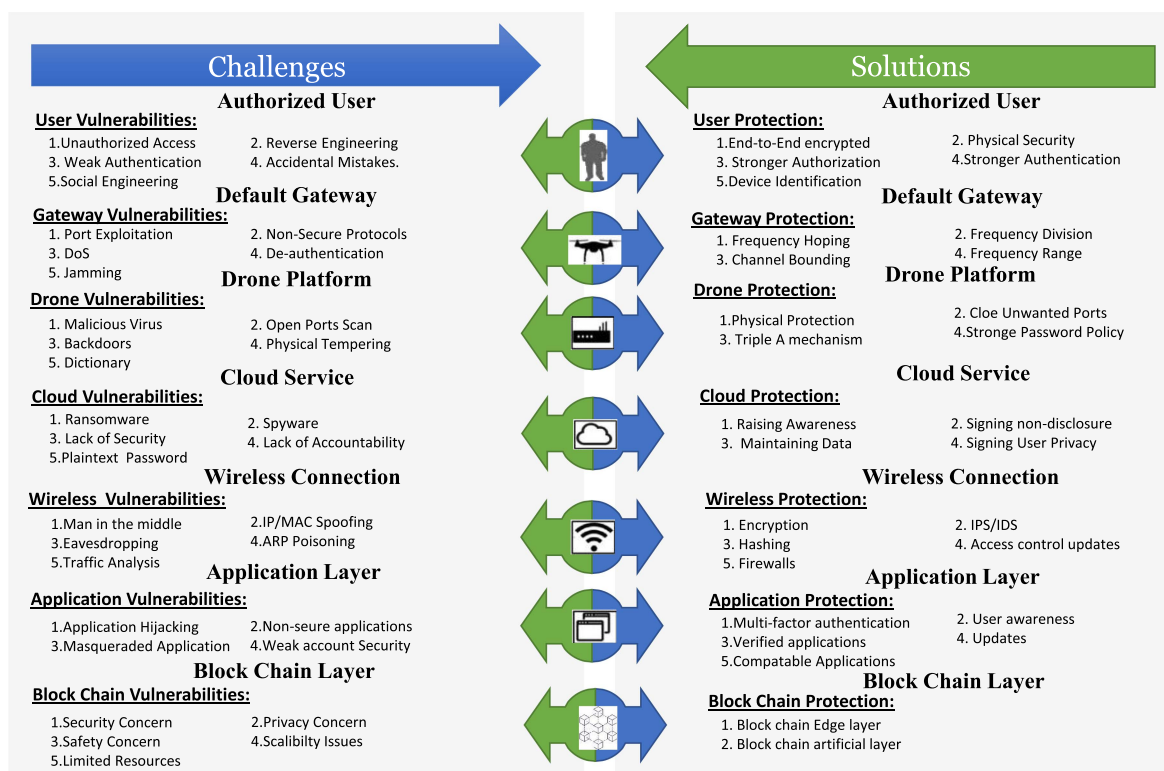 Challenges
Authorized User
User Vulnerabilities:
1.Unauthorized Access 2. Reverse Engineering
3. Weak Authentication 4. Accidental Mistakes.
5.Social Engineering
Default Gateway
Gateway Vulnerabilities:
1. Port Exploitation 2. Non-Secure Protocols
3. DoS 4. De-authentication
5. Jamming
Drone Platform
Drone Vulnerabilities:
1. Malicious Virus 2. Open Ports Scan
3. Backdoors 4. Physical Tempering
5. Dictionary
Cloud Service
Cloud Vulnerabilities:
1. Ransomware 2. Spyware
3. Lack of Security 4. Lack of Accountability
5.Plaintext Password
Wireless Connection
Wireless Vulnerabilities:
1.Man in the middle 2.IP/MAC Spoofing
3.Eavesdropping 4.ARP Poisoning
5.Traffic Analysis
Application Layer
Application Vulnerabilities:
1.Application Hijacking 2.Non-seure applications
3.Masqueraded Application 4.Weak account Security
Block Chain Layer
Block Chain Vulnerabilities:
1.Security Concern 2.Privacy Concern
3.Safety Concern 4.Scalibilty Issues
5.Limited Resources
Solutions
Authorized User
User Protection:
1.End-to-End encrypted 2. Physical Security
3. Stronger Authorization 4.Stronger Authentication
5.Device Identification
Default Gateway
Gateway Protection:
1. Frequency Hoping 2. Frequency Division
3. Channel Bounding 4. Frequency Range
Drone Platform
Drone Protection:
1.Physical Protection 2. Cloe Unwanted Ports
3. Triple A mechanism 4.Stronge Password Policy
Cloud Service
Cloud Protection:
1. Raising Awareness 2. Signing non-disclosure
3. Maintaining Data 4. Signing User Privacy
Wireless Connection
Wireless Protection:
1. Encryption 2. IPS/IDS
3. Hashing 4. Access control updates
5. Firewalls
Application Layer
Application Protection:
1.Multi-factor authentication 2. User awareness
3.Verified applications 4. Updates
5.Compatable Applications
Block Chain Layer
Block Chain Protection:
1. Block chain Edge layer
2. Block chain artificial layer